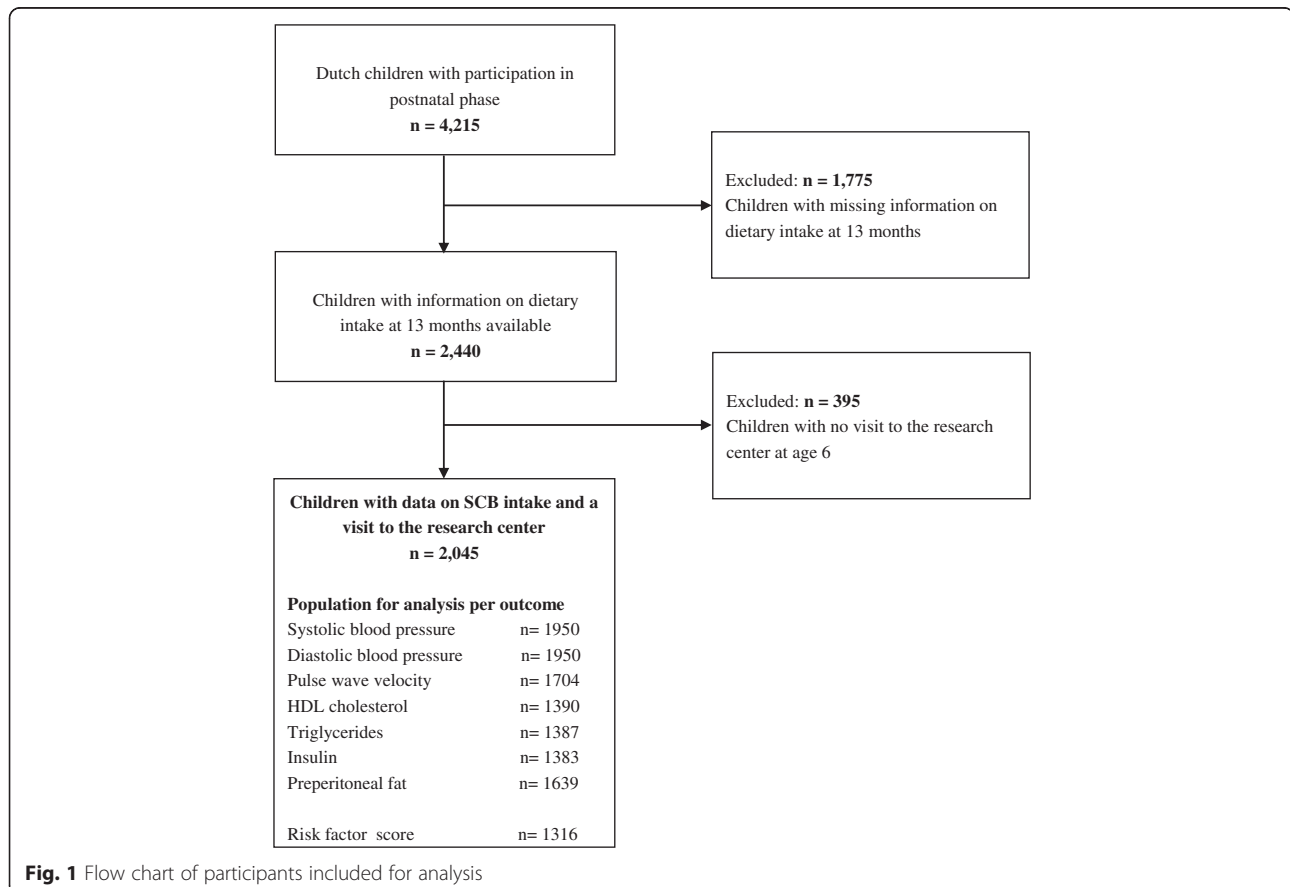 Dutch children with participation in
postnatal phase
n = 4,215
Excluded: n = 1,775
Children with missing information on
dietary intake at 13 months
Children with information on dietary
intake at 13 months available
n = 2,440
Excluded: n = 395
Children with no visit to the research
center at age 6
Children with data on SCB intake and a
visit to the research center
n = 2,045
Population for analysis per outcome
Systolic blood pressure n= 1950
Diastolic blood pressure n= 1950
Pulse wave velocity n= 1704
HDL cholesterol n= 1390
Triglycerides n= 1387
Insulin n= 1383
Preperitoneal fat n= 1639
Risk factor score n= 1316
Fig. 1 Flow chart of participants included for analysis